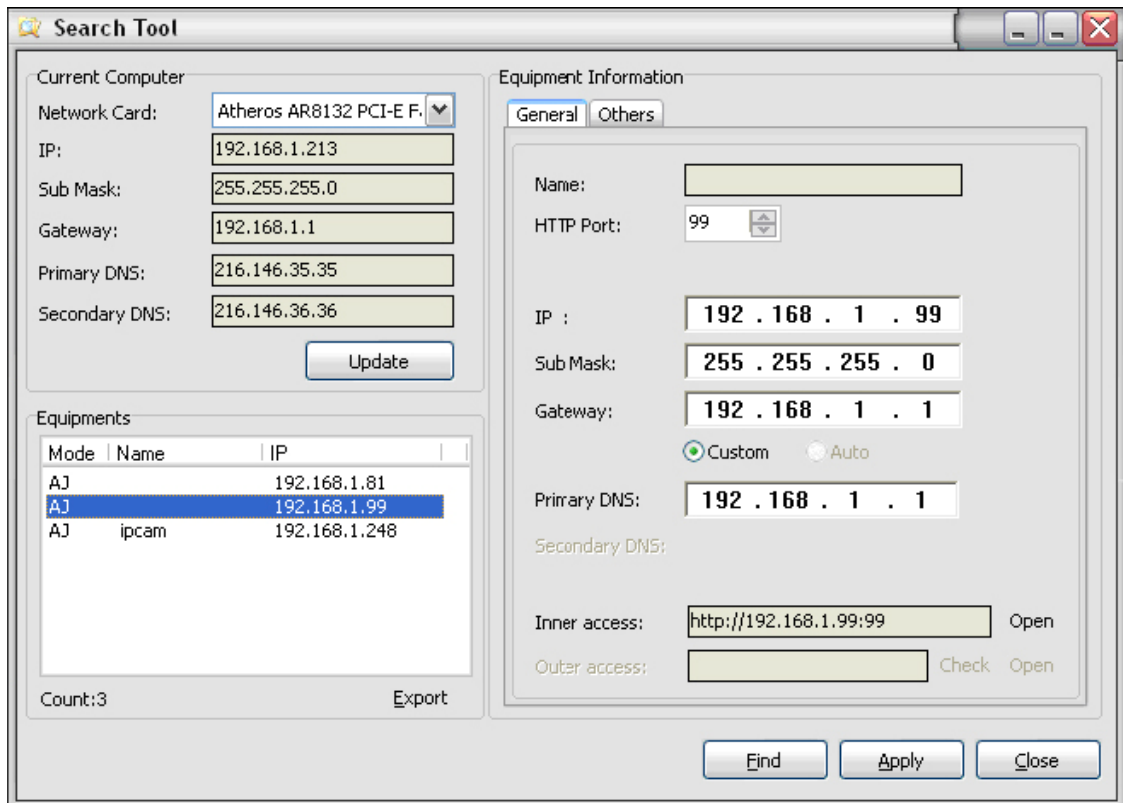 Search Tool
Current Computer
Network Card: Atheros AR8132 PCI-E F.
IP: 192.168.1.213
Sub Mask: 255.255.255.0
Gateway: 192.168.1.1
Primary DNS: 216.146.35.35
Secondary DNS: 216.146.36.36
Update
Equipments
Mode Name IP
AJ 192.168.1.81
AJ 192.168.1.99
AJ ipcam 192.168.1.248
Count:3 Export
Equipment Information
General Others
Name:
HTTP Port: 99
IP : 192 . 168 . 1 . 99
Sub Mask: 255 . 255 . 255 . 0
Gateway: 192 . 168 . 1 . 1
Custom Auto
Primary DNS: 192 . 168 . 1 . 1
Secondary DNS:
Inner access: http://192.168.1.99:99 Open
Outer access: Check Open
Find Apply Close